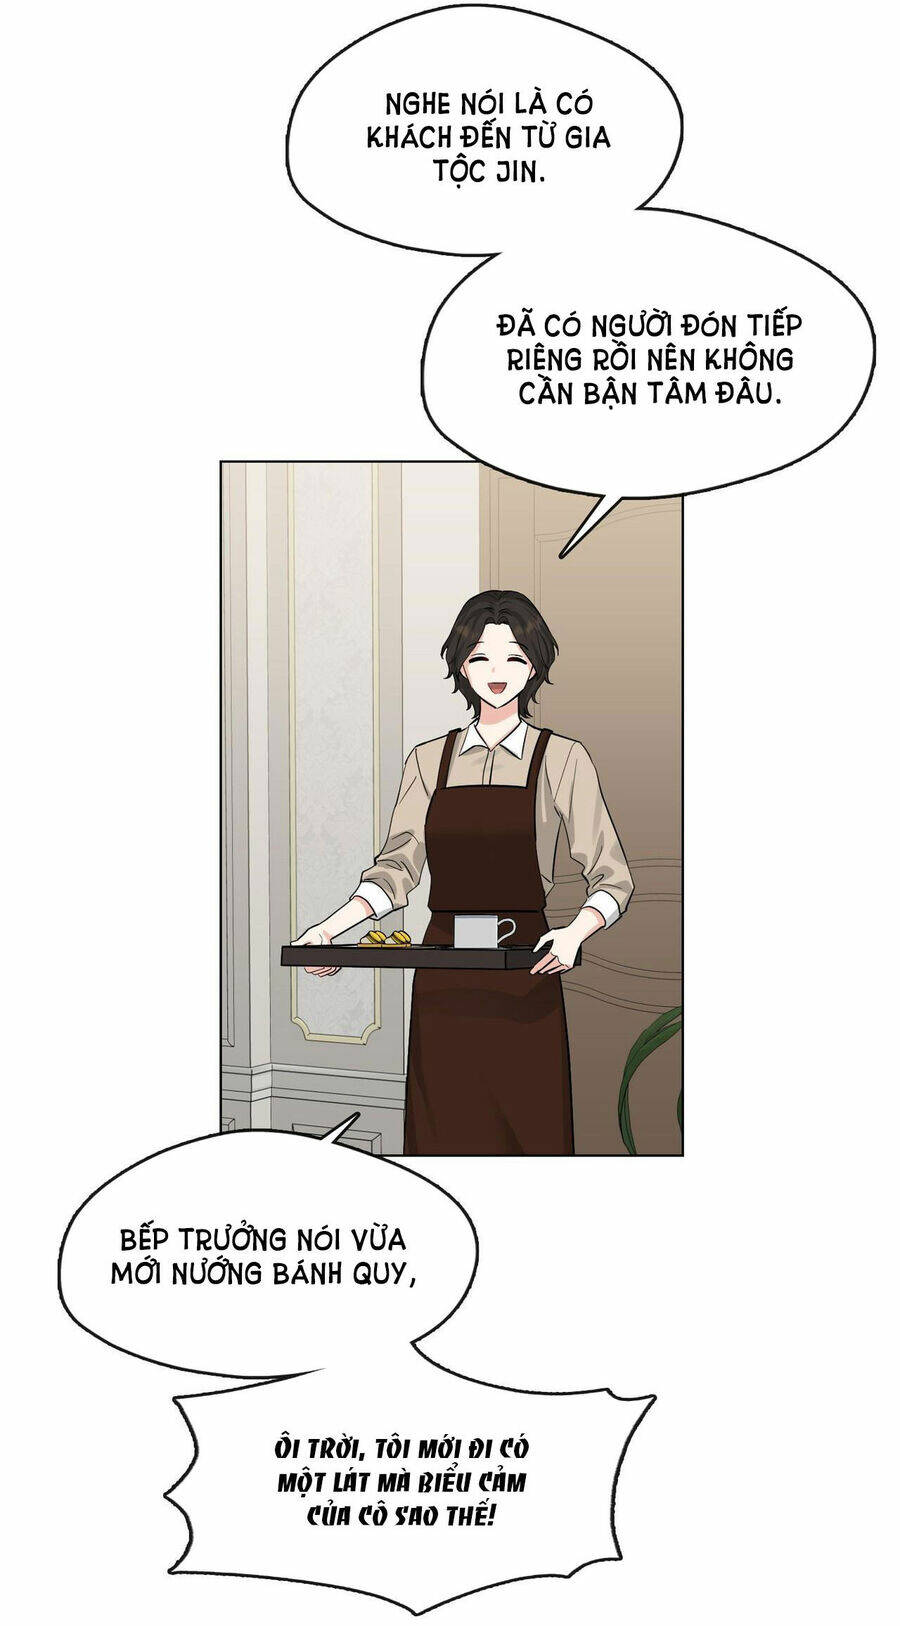 NGHE NÓI LÀ CÓ
KHÁCH ĐẾN TỪ GIA
TỘC JIN.
ĐÃ CÓ NGƯỜI ĐÓN TIẾP
RIÊNG RỒI NÊN KHÔNG
CẦN BẬN TÂM ĐÂU.
BẾP TRƯỞNG NÓI VỪA
MỚI NƯỚNG BÁNH QUY,
ÔI TRỜI, TÔI MỚI ĐI CÓ
MỘT LÁT MÀ BIỂU CẢM
CỦA CÔ SAO THẾ!